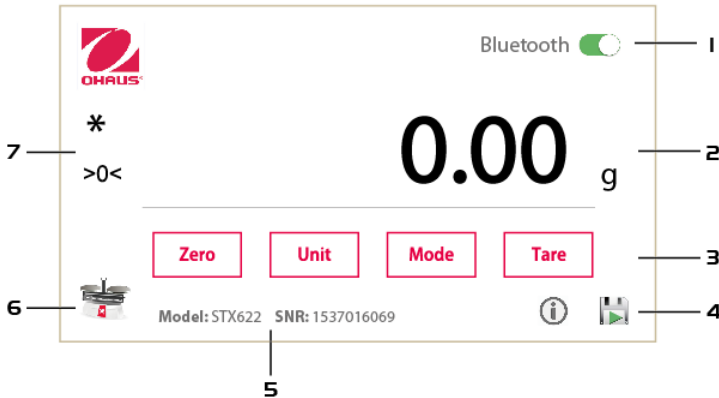 Bluetooth
1
OHAUS
*
7
>0<
0.00 g
2
Zero Unit Mode Tare
3
6
Model: STX622 SNR: 1537016069
i
4
5